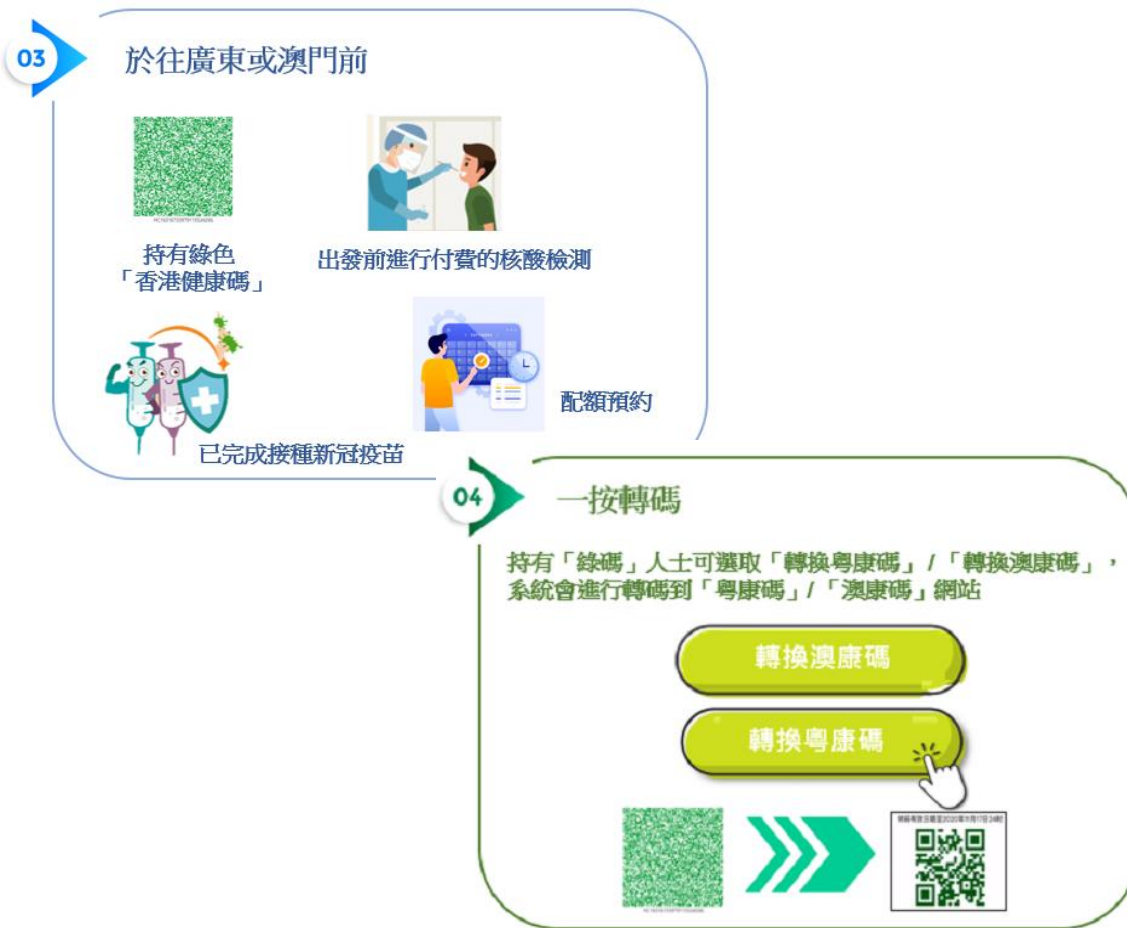 03
於往廣東或澳門前
持有綠色
「香港健康碼」
出發前進行付費的核酸檢測
配額預約
已完成接種新冠疫苗
04
一按轉碼
持有「綠碼」人士可選取「轉換粵康碼」/「轉換澳康碼」，
系統會進行轉碼到「粵康碼」/「澳康碼」網站
轉換澳康碼
轉換粵康碼